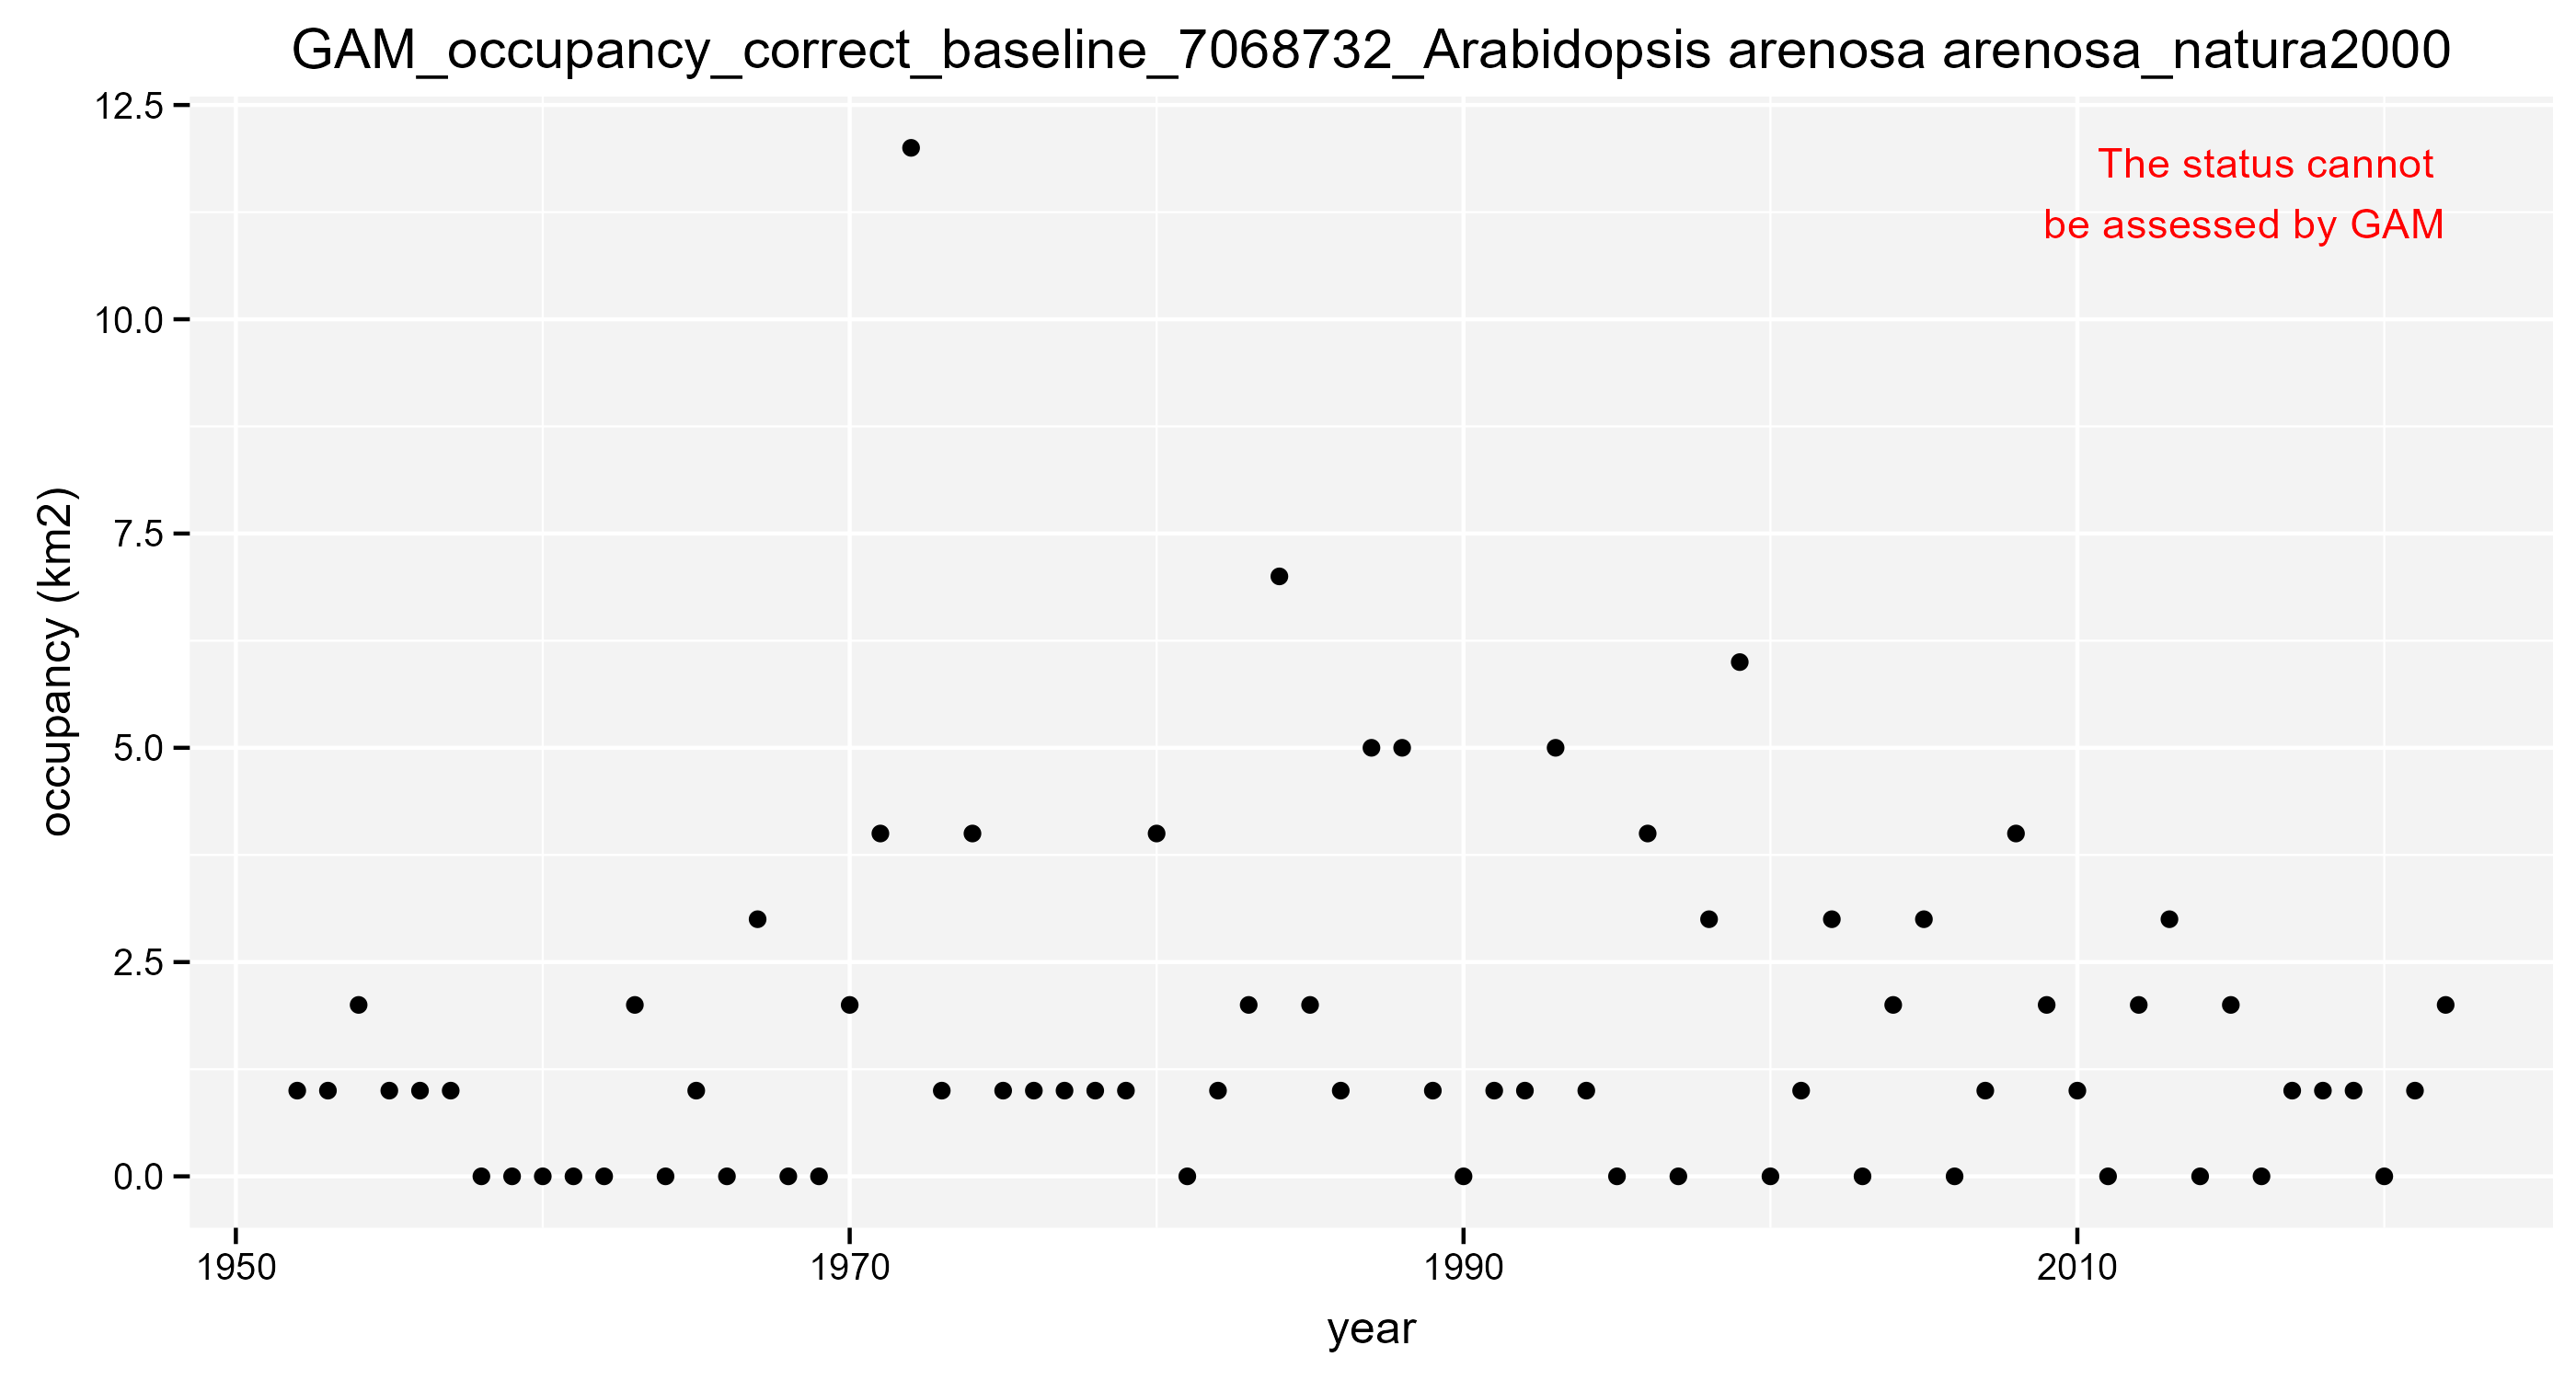 GAM_occupancy_correct_baseline_7068732_Arabidopsis arenosa arenosa_natura2000
12.5
The status cannot
be assessed by GAM
10.0
7.5
occupancy (km2)
5.0
2.5
0.0
1950 1970 1990 2010
year